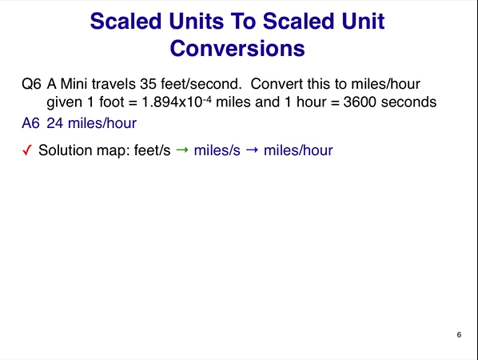 Scaled Units To Scaled Unit
Conversions
Q6 A Mini travels 35 feet/second. Convert this to miles/hour
given 1 foot = 1.894x10⁻⁴ miles and 1 hour = 3600 seconds
A6 24 miles/hour
✓ Solution map: feet/s → miles/s → miles/hour
6